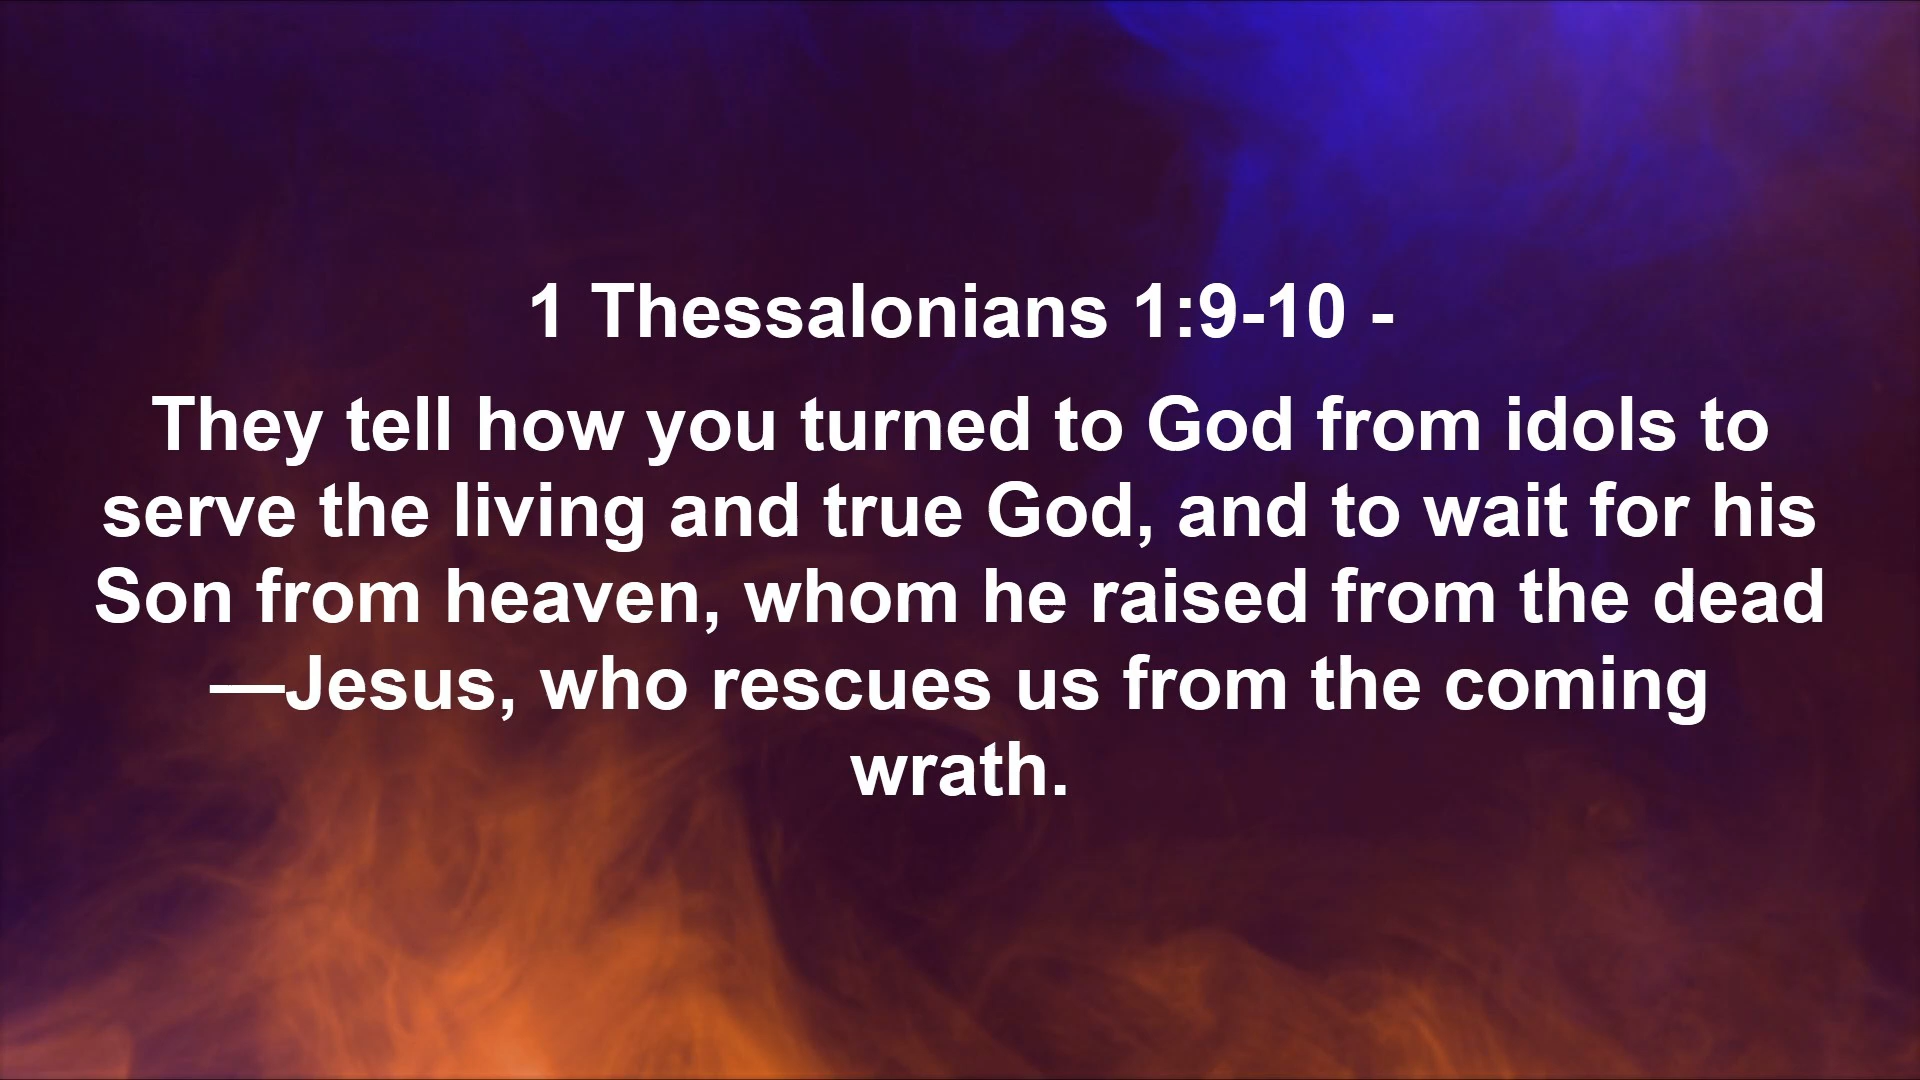 1 Thessalonians 1:9-10 -
They tell how you turned to God from idols to
serve the living and true God, and to wait for his
Son from heaven, whom he raised from the dead
—Jesus, who rescues us from the coming
wrath.